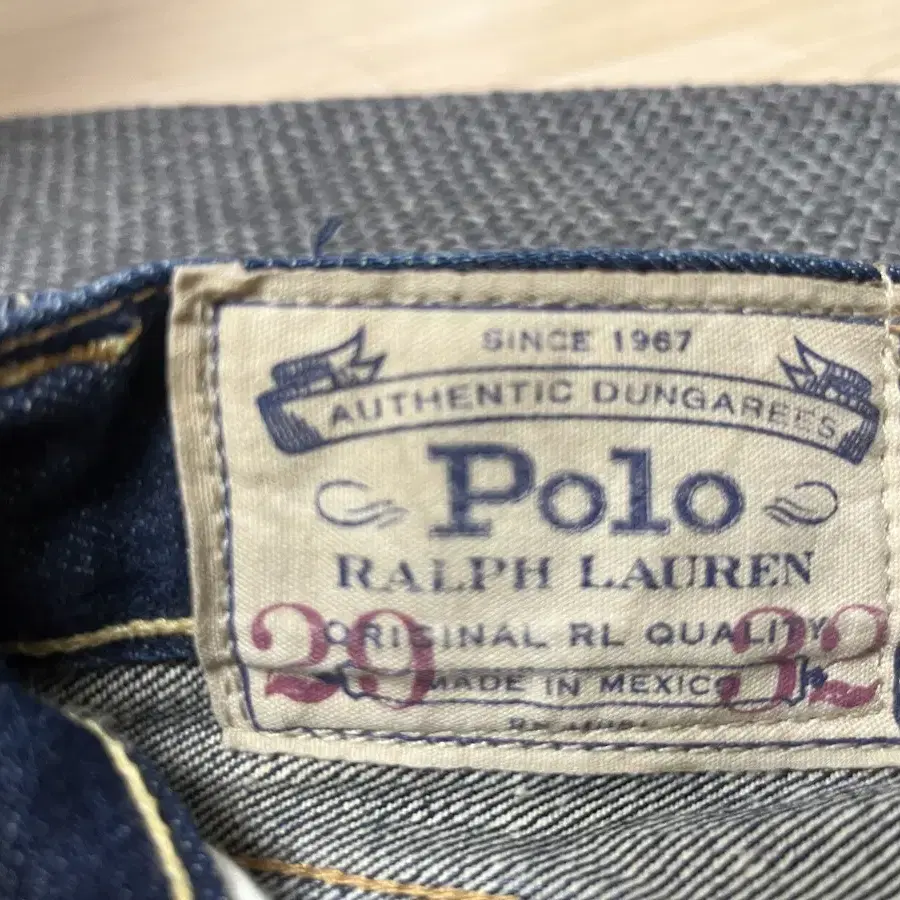 SINCE 1967
AUTHENTIC DUNGAREES
Polo
RALPH LAUREN
ORIGINAL RL QUALITY
29 32
MADE IN MEXICO